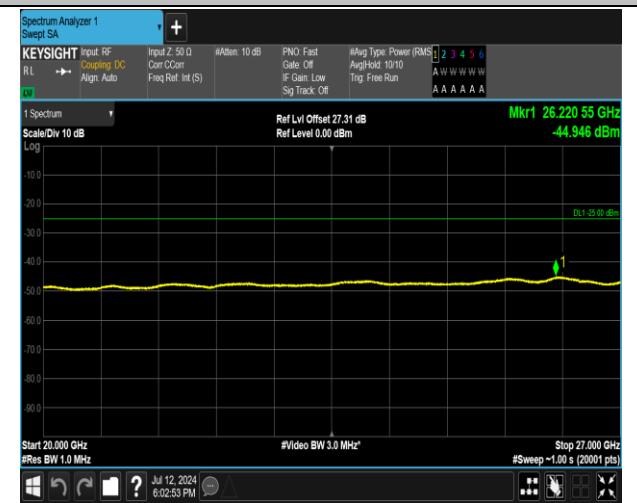 Spectrum Analyzer 1
Swept SA
+
KEYSIGHT
RL
Input: RF
Coupling: DC
Align: Auto
Input Z: 50 Ω
Corr CCorr
Freq Ref: Int (S)
#Atten: 10 dB
PNO: Fast
Gate: Off
IF Gain: Low
Sig Track: Off
#Avg Type: Power (RMS
Avg|Hold: 10/10
Trig: Free Run
1 2 3 4 5 6
A W W W W W
A A A A A A
1 Spectrum
Scale/Div 10 dB
Log
Ref Lvl Offset 27.31 dB
Ref Level 0.00 dBm
Mkr1 26.220 55 GHz
-44.946 dBm
-10.0
-20.0
DL1 -25.00 dBm
-30.0
-40.0
1
-50.0
-60.0
-70.0
-80.0
-90.0
Start 20.000 GHz
#Res BW 1.0 MHz
#Video BW 3.0 MHz*
Stop 27.000 GHz
#Sweep ~1.00 s (20001 pts)
?
Jul 12, 2024
6:02:53 PM